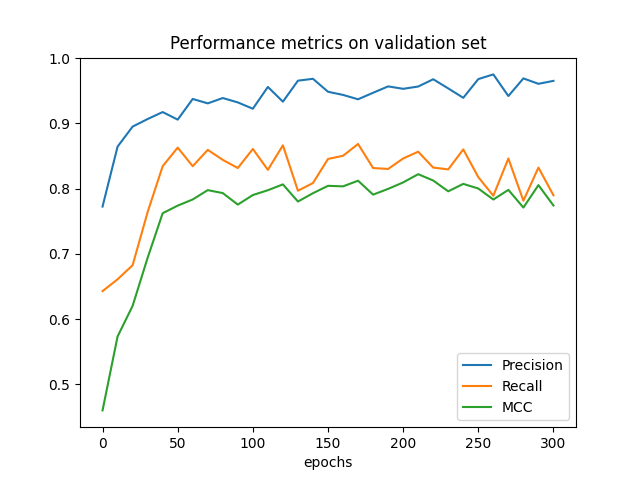 Performance metrics on validation set
1.0
0.9
0.8
0.7
0.6
0.5
Precision
Recall
MCC
0 50 100 150 200 250 300
epochs